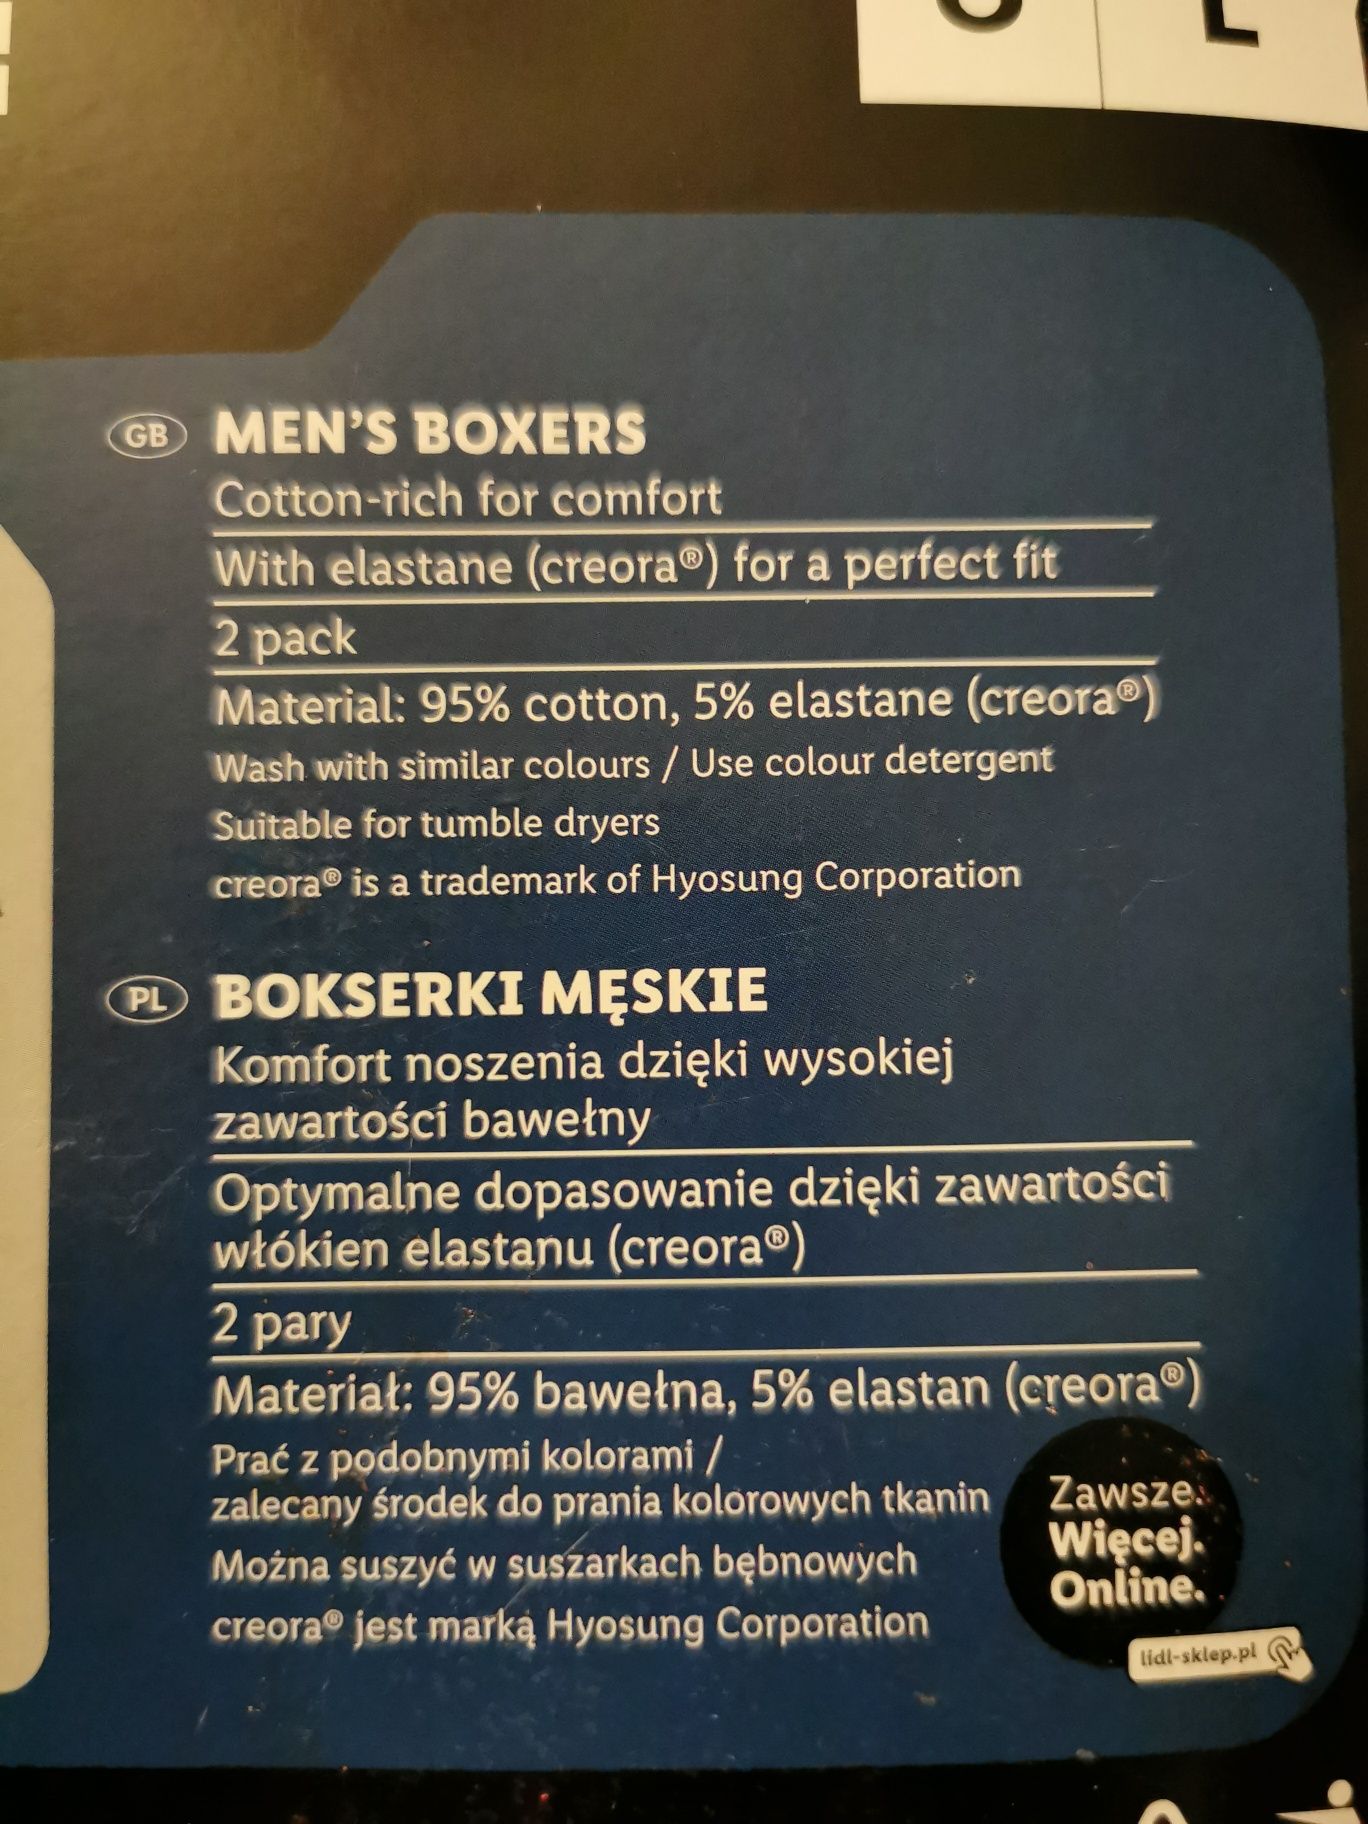 GB MEN'S BOXERS
Cotton-rich for comfort
With elastane (creora®) for a perfect fit
2 pack
Material: 95% cotton, 5% elastane (creora®)
Wash with similar colours / Use colour detergent
Suitable for tumble dryers
creora® is a trademark of Hyosung Corporation
PL BOKSERKI MĘSKIE
Komfort noszenia dzięki wysokiej
zawartości bawełny
Optymalne dopasowanie dzięki zawartości
włókien elastanu (creora®)
2 pary
Materiał: 95% bawełna, 5% elastan (creora®)
Prać z podobnymi kolorami /
zalecany środek do prania kolorowych tkanin
Można suszyć w suszarkach bębnowych
creora® jest marką Hyosung Corporation
Zawsze.
Więcej.
Online.
lidl-sklep.pl